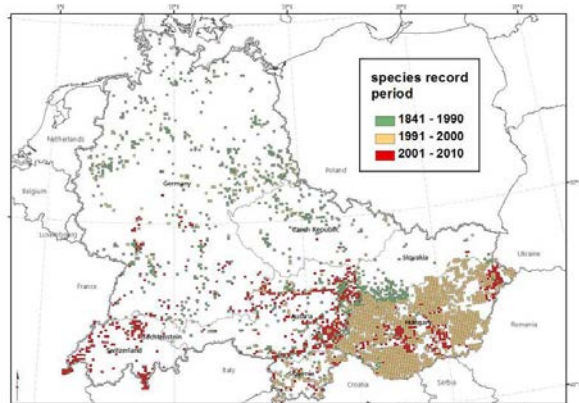 species record
period
1841 - 1990
1991 - 2000
2001 - 2010
Netherlands
Poland
Belgium
Germany
Luxembourg
Czech Republic
Slovakia
Ukraine
France
Austria
Hungary
Romania
Liechtenstein
Switzerland
Italy
Croatia
Serbia